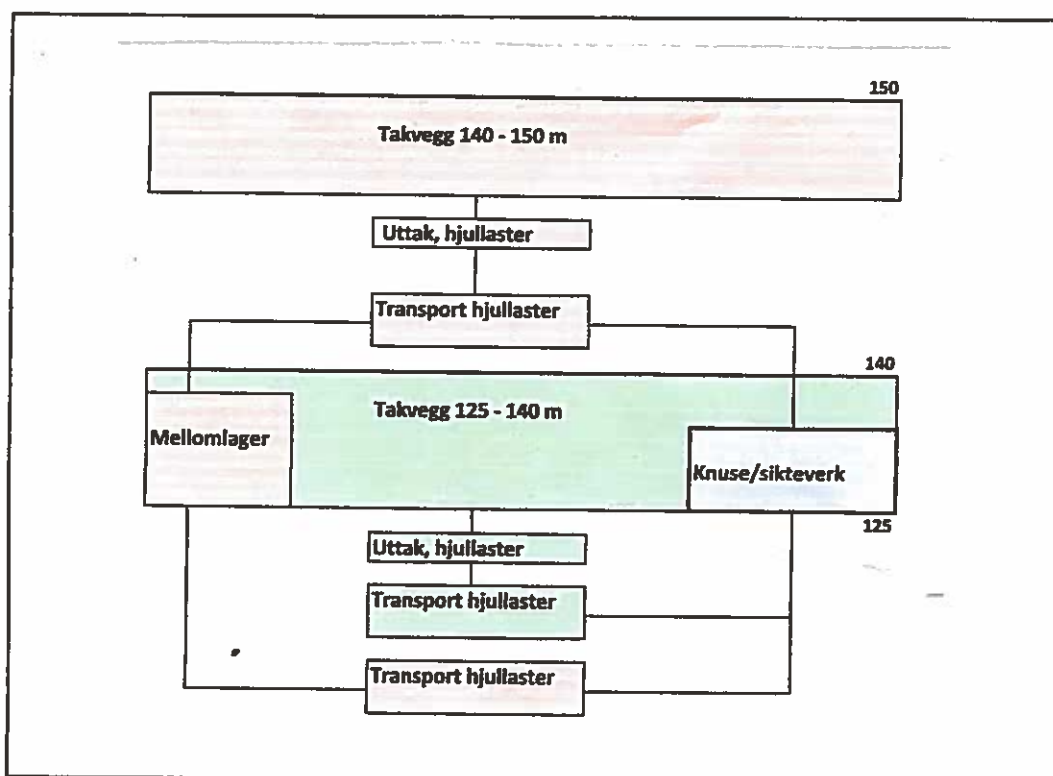 150
Takvegg 140 - 150 m
Uttak, hjullaster
Transport hjullaster
140
Takvegg 125 - 140 m
Mellomlager
Knuse/sikteverk
125
Uttak, hjullaster
Transport hjullaster
Transport hjullaster